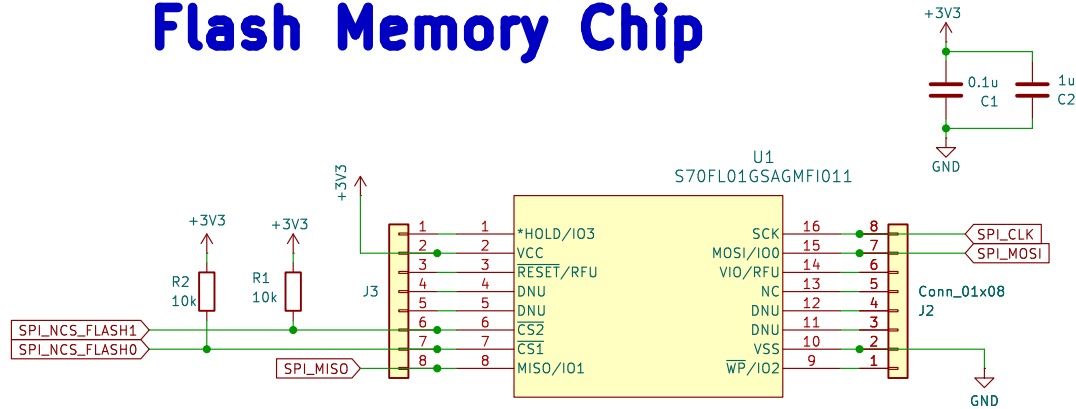 Flash Memory Chip
+3V3
0.1u
C1
1u
C2
GND
U1
S70FL01GSAGMFI011
+3V3
+3V3
+3V3
R2
10k
R1
10k
J3
1 1 *HOLD/IO3 SCK 16 8 SPI_CLK
2 2 VCC MOSI/IO0 15 7 SPI_MOSI
3 3 RESET/RFU VIO/RFU 14 6
4 4 DNU NC 13 5 Conn_01x08
5 5 DNU DNU 12 4 J2
SPI_NCS_FLASH1 6 6 CS2 DNU 11 3
SPI_NCS_FLASH0 7 7 CS1 VSS 10 2
SPI_MISO 8 8 MISO/IO1 WP/IO2 9 1
GND